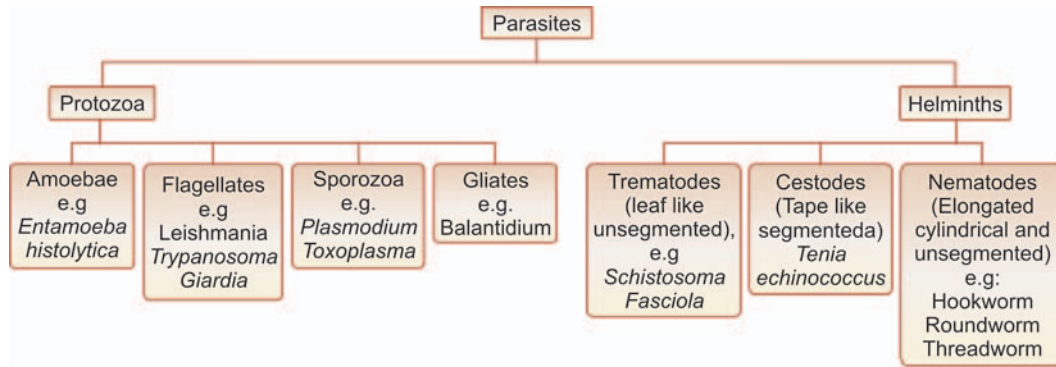 Parasites
Protozoa
Helminths
Amoebae
e.g
Entamoeba
histolytica
Flagellates
e.g
Leishmania
Trypanosoma
Giardia
Sporozoa
e.g.
Plasmodium
Toxoplasma
Gliates
e.g.
Balantidium
Trematodes
(leaf like
unsegmented),
e.g
Schistosoma
Fasciola
Cestodes
(Tape like
segmenteda)
Tenia
echinococcus
Nematodes
(Elongated
cylindrical and
unsegmented)
e.g:
Hookworm
Roundworm
Threadworm